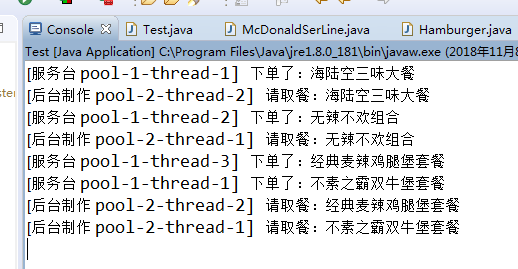 Console
Test.java
McDonaldSerLine.java
Hamburger.java
Test [Java Application] C:\Program Files\Java\jre1.8.0_181\bin\javaw.exe (2018年11月8
[服务台 pool-1-thread-1] 下单了：海陆空三味大餐
[后台制作 pool-2-thread-2] 请取餐：海陆空三味大餐
[服务台 pool-1-thread-2] 下单了：无辣不欢组合
[后台制作 pool-2-thread-1] 请取餐：无辣不欢组合
[服务台 pool-1-thread-3] 下单了：经典麦辣鸡腿堡套餐
[服务台 pool-1-thread-1] 下单了：不素之霸双牛堡套餐
[后台制作 pool-2-thread-2] 请取餐：经典麦辣鸡腿堡套餐
[后台制作 pool-2-thread-1] 请取餐：不素之霸双牛堡套餐